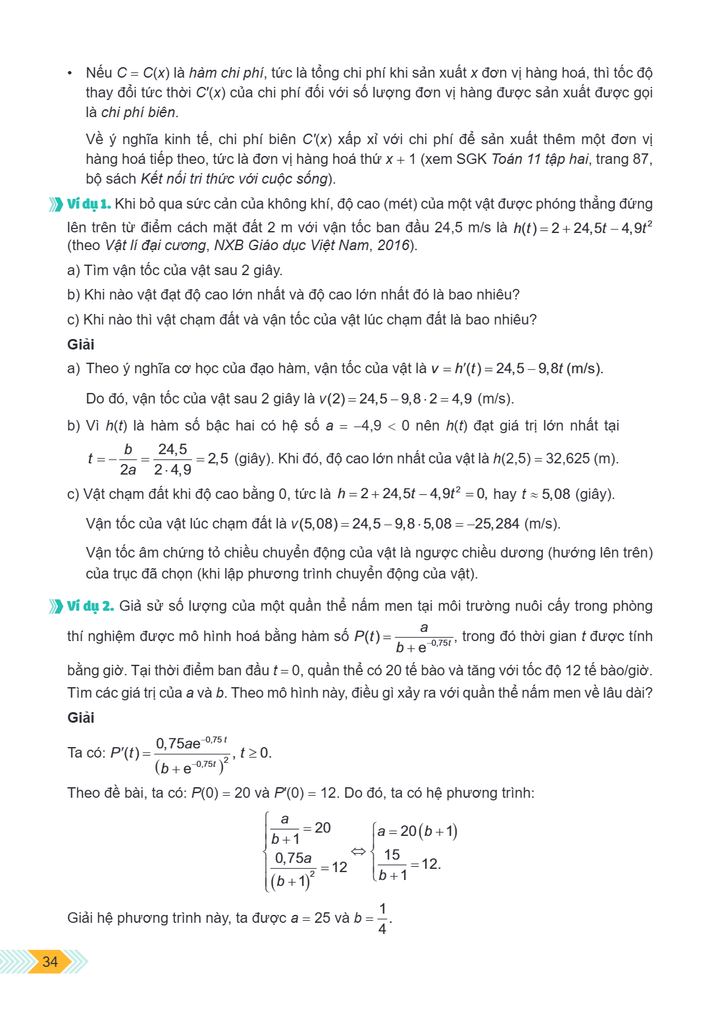 • Nếu C = C(x) là hàm chi phí, tức là tổng chi phí khi sản xuất x đơn vị hàng hoá, thì tốc độ
thay đổi tức thời C′(x) của chi phí đối với số lượng đơn vị hàng được sản xuất được gọi
là chi phí biên.
Về ý nghĩa kinh tế, chi phí biên C′(x) xấp xỉ với chi phí để sản xuất thêm một đơn vị
hàng hoá tiếp theo, tức là đơn vị hàng hoá thứ x + 1 (xem SGK Toán 11 tập hai, trang 87,
bộ sách Kết nối tri thức với cuộc sống).
Ví dụ 1. Khi bỏ qua sức cản của không khí, độ cao (mét) của một vật được phóng thẳng đứng
lên trên từ điểm cách mặt đất 2 m với vận tốc ban đầu 24,5 m/s là h(t) = 2 + 24,5t − 4,9t²
(theo Vật lí đại cương, NXB Giáo dục Việt Nam, 2016).
a) Tìm vận tốc của vật sau 2 giây.
b) Khi nào vật đạt độ cao lớn nhất và độ cao lớn nhất đó là bao nhiêu?
c) Khi nào thì vật chạm đất và vận tốc của vật lúc chạm đất là bao nhiêu?
Giải
a) Theo ý nghĩa cơ học của đạo hàm, vận tốc của vật là v = h′(t) = 24,5 − 9,8t (m/s).
Do đó, vận tốc của vật sau 2 giây là v(2) = 24,5 − 9,8 · 2 = 4,9 (m/s).
b) Vì h(t) là hàm số bậc hai có hệ số a = −4,9 < 0 nên h(t) đạt giá trị lớn nhất tại
t = − b/2a = 24,5/(2 · 4,9) = 2,5 (giây). Khi đó, độ cao lớn nhất của vật là h(2,5) = 32,625 (m).
c) Vật chạm đất khi độ cao bằng 0, tức là h = 2 + 24,5t − 4,9t² = 0, hay t ≈ 5,08 (giây).
Vận tốc của vật lúc chạm đất là v(5,08) = 24,5 − 9,8 · 5,08 = −25,284 (m/s).
Vận tốc âm chứng tỏ chiều chuyển động của vật là ngược chiều dương (hướng lên trên)
của trục đã chọn (khi lập phương trình chuyển động của vật).
Ví dụ 2. Giả sử số lượng của một quần thể nấm men tại môi trường nuôi cấy trong phòng
thí nghiệm được mô hình hoá bằng hàm số P(t) = a/(b + e^(−0,75t)), trong đó thời gian t được tính
bằng giờ. Tại thời điểm ban đầu t = 0, quần thể có 20 tế bào và tăng với tốc độ 12 tế bào/giờ.
Tìm các giá trị của a và b. Theo mô hình này, điều gì xảy ra với quần thể nấm men về lâu dài?
Giải
Ta có: P′(t) = 0,75ae^(−0,75t)/(b + e^(−0,75t))², t ≥ 0.
Theo đề bài, ta có: P(0) = 20 và P′(0) = 12. Do đó, ta có hệ phương trình:
{ a/(b + 1) = 20 ⇔ { a = 20(b + 1)
0,75a/(b + 1)² = 12 15/(b + 1) = 12.
Giải hệ phương trình này, ta được a = 25 và b = 1/4.
34